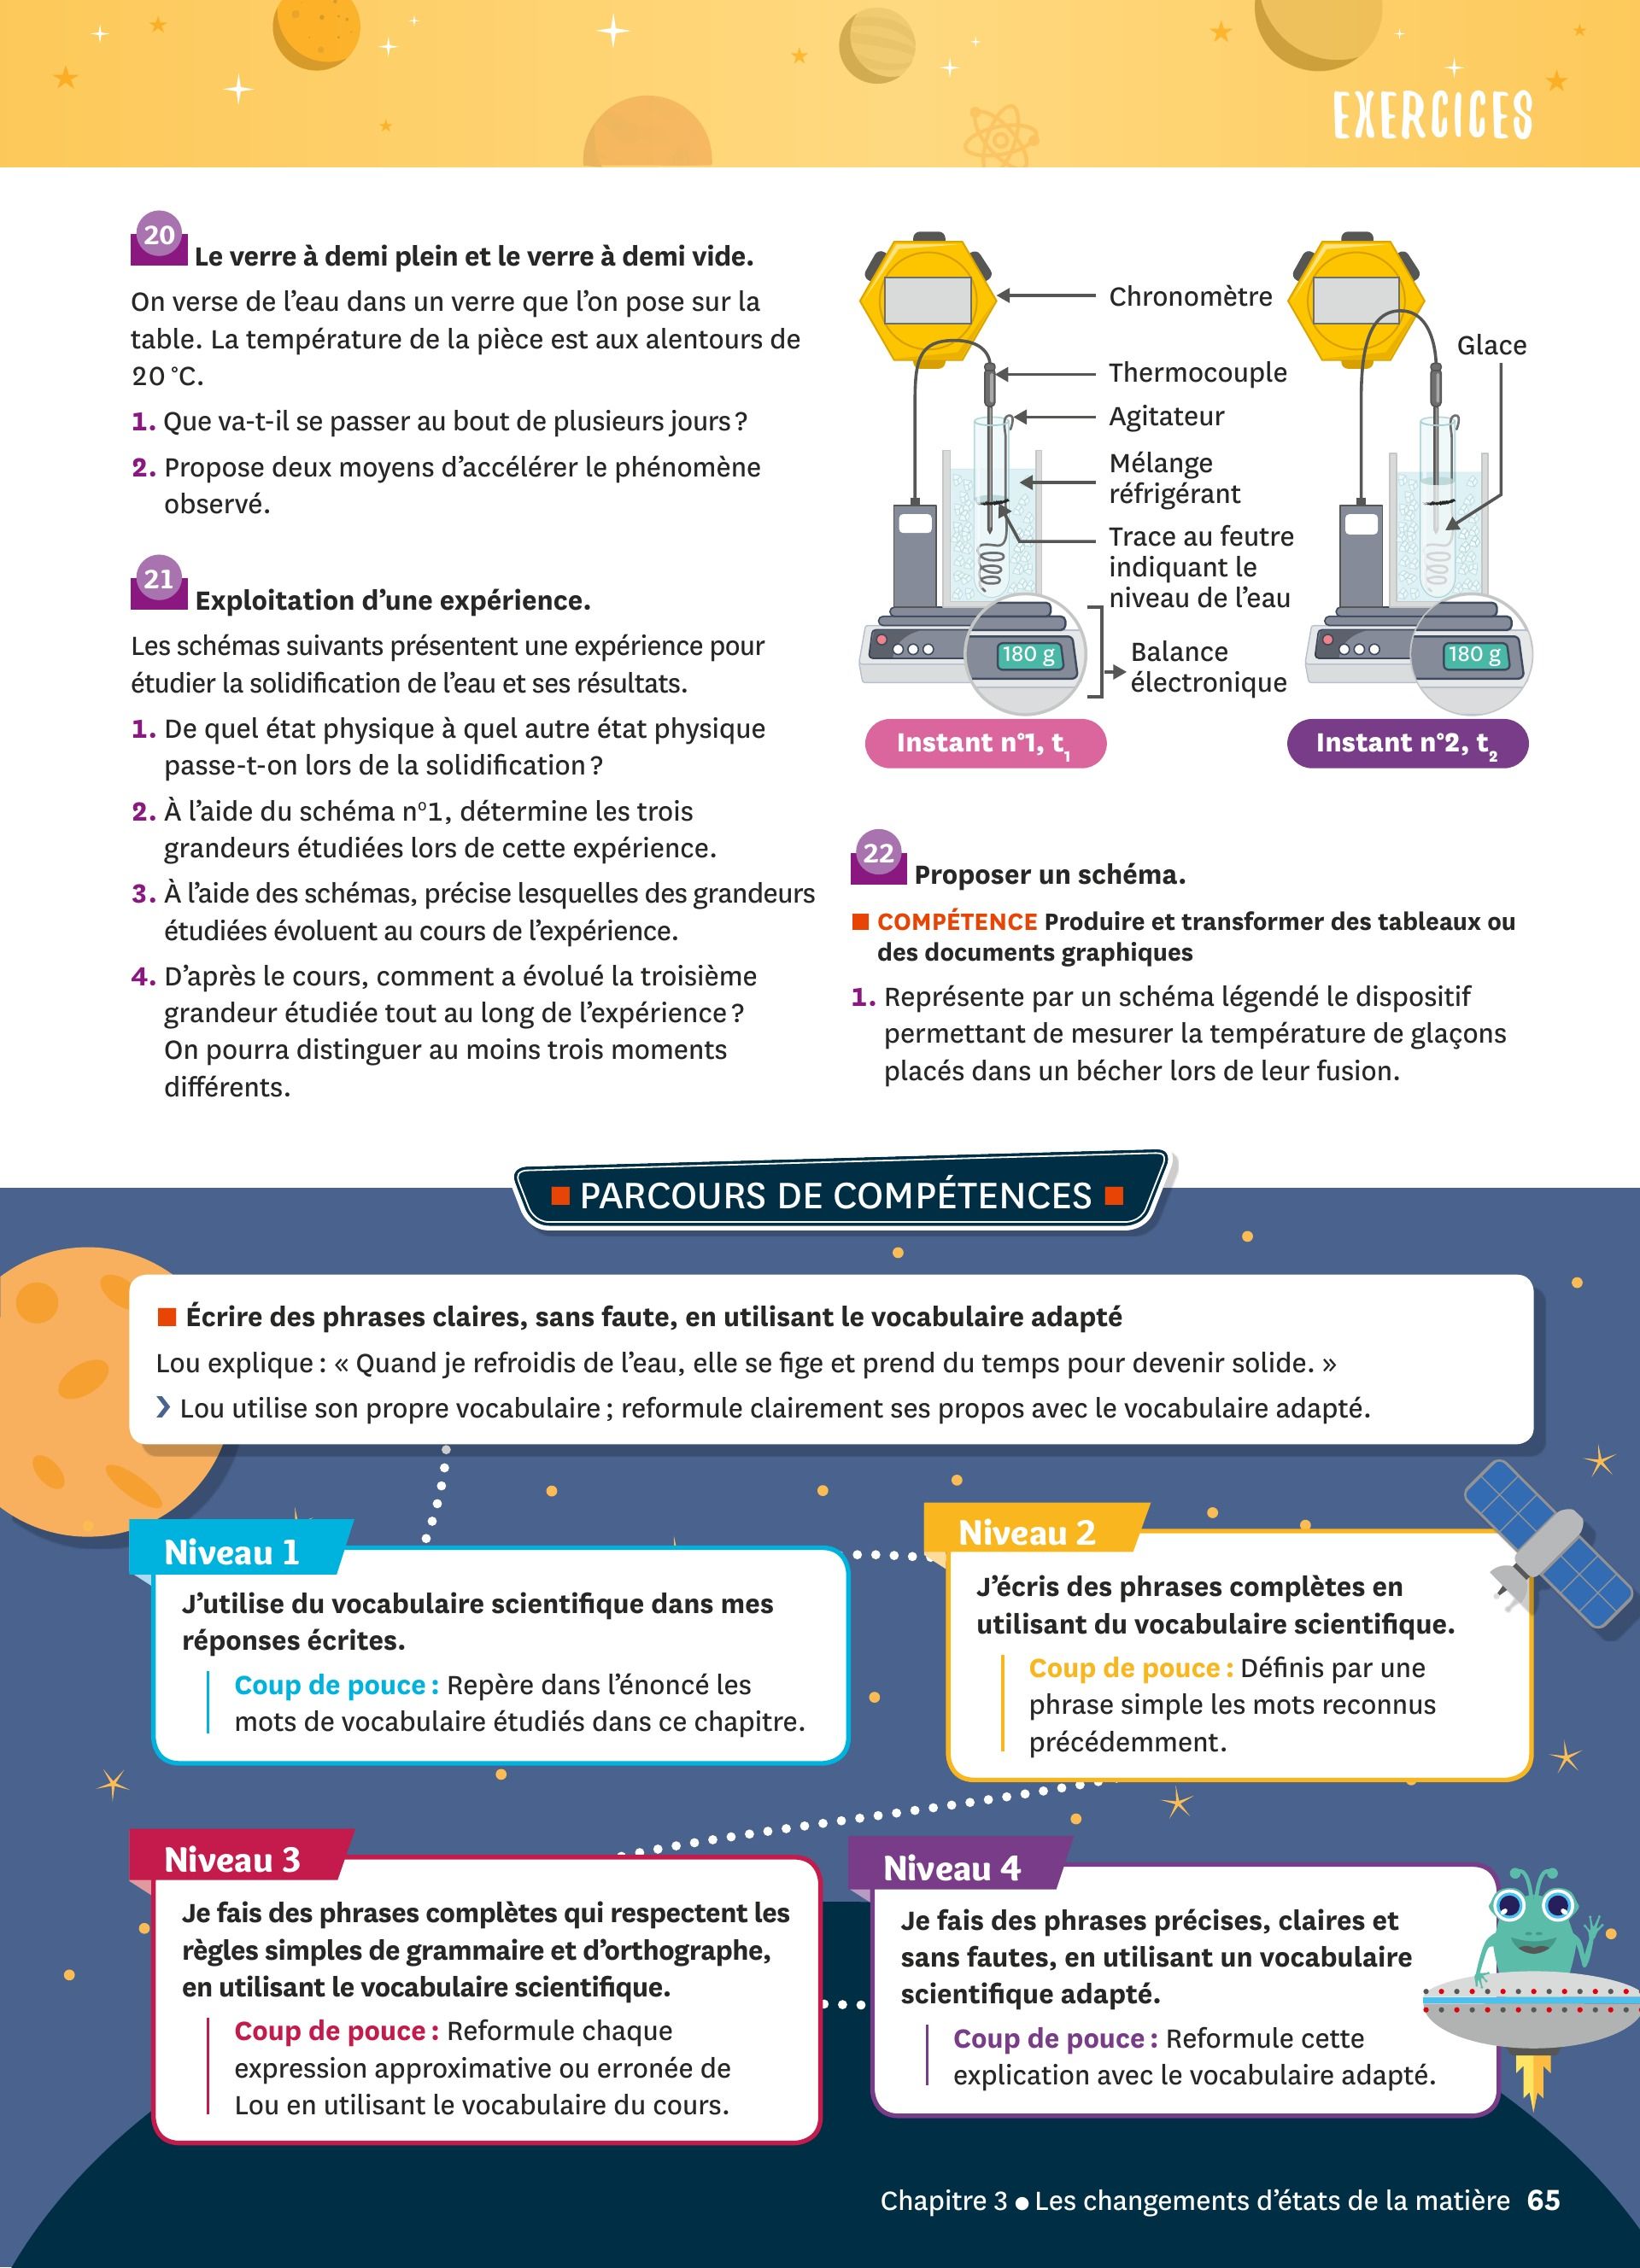 EXERCICES
20 Le verre à demi plein et le verre à demi vide.
On verse de l’eau dans un verre que l’on pose sur la
table. La température de la pièce est aux alentours de
20 °C.
1. Que va-t-il se passer au bout de plusieurs jours ?
2. Propose deux moyens d’accélérer le phénomène
observé.
21 Exploitation d’une expérience.
Les schémas suivants présentent une expérience pour
étudier la solidification de l’eau et ses résultats.
1. De quel état physique à quel autre état physique
passe-t-on lors de la solidification ?
2. À l’aide du schéma nº1, détermine les trois
grandeurs étudiées lors de cette expérience.
3. À l’aide des schémas, précise lesquelles des grandeurs
étudiées évoluent au cours de l’expérience.
4. D’après le cours, comment a évolué la troisième
grandeur étudiée tout au long de l’expérience ?
On pourra distinguer au moins trois moments
différents.
Chronomètre
Glace
Thermocouple
Agitateur
Mélange
réfrigérant
Trace au feutre
indiquant le
niveau de l’eau
180 g
180 g
Balance
électronique
Instant n°1, t1
Instant n°2, t2
22 Proposer un schéma.
COMPÉTENCE Produire et transformer des tableaux ou
des documents graphiques
1. Représente par un schéma légendé le dispositif
permettant de mesurer la température de glaçons
placés dans un bécher lors de leur fusion.
PARCOURS DE COMPÉTENCES
Écrire des phrases claires, sans faute, en utilisant le vocabulaire adapté
Lou explique : « Quand je refroidis de l’eau, elle se fige et prend du temps pour devenir solide. »
❯ Lou utilise son propre vocabulaire ; reformule clairement ses propos avec le vocabulaire adapté.
Niveau 1
J’utilise du vocabulaire scientifique dans mes
réponses écrites.
Coup de pouce : Repère dans l’énoncé les
mots de vocabulaire étudiés dans ce chapitre.
Niveau 2
J’écris des phrases complètes en
utilisant du vocabulaire scientifique.
Coup de pouce : Définis par une
phrase simple les mots reconnus
précédemment.
Niveau 3
Je fais des phrases complètes qui respectent les
règles simples de grammaire et d’orthographe,
en utilisant le vocabulaire scientifique.
Coup de pouce : Reformule chaque
expression approximative ou erronée de
Lou en utilisant le vocabulaire du cours.
Niveau 4
Je fais des phrases précises, claires et
sans fautes, en utilisant un vocabulaire
scientifique adapté.
Coup de pouce : Reformule cette
explication avec le vocabulaire adapté.
Chapitre 3 ● Les changements d’états de la matière 65